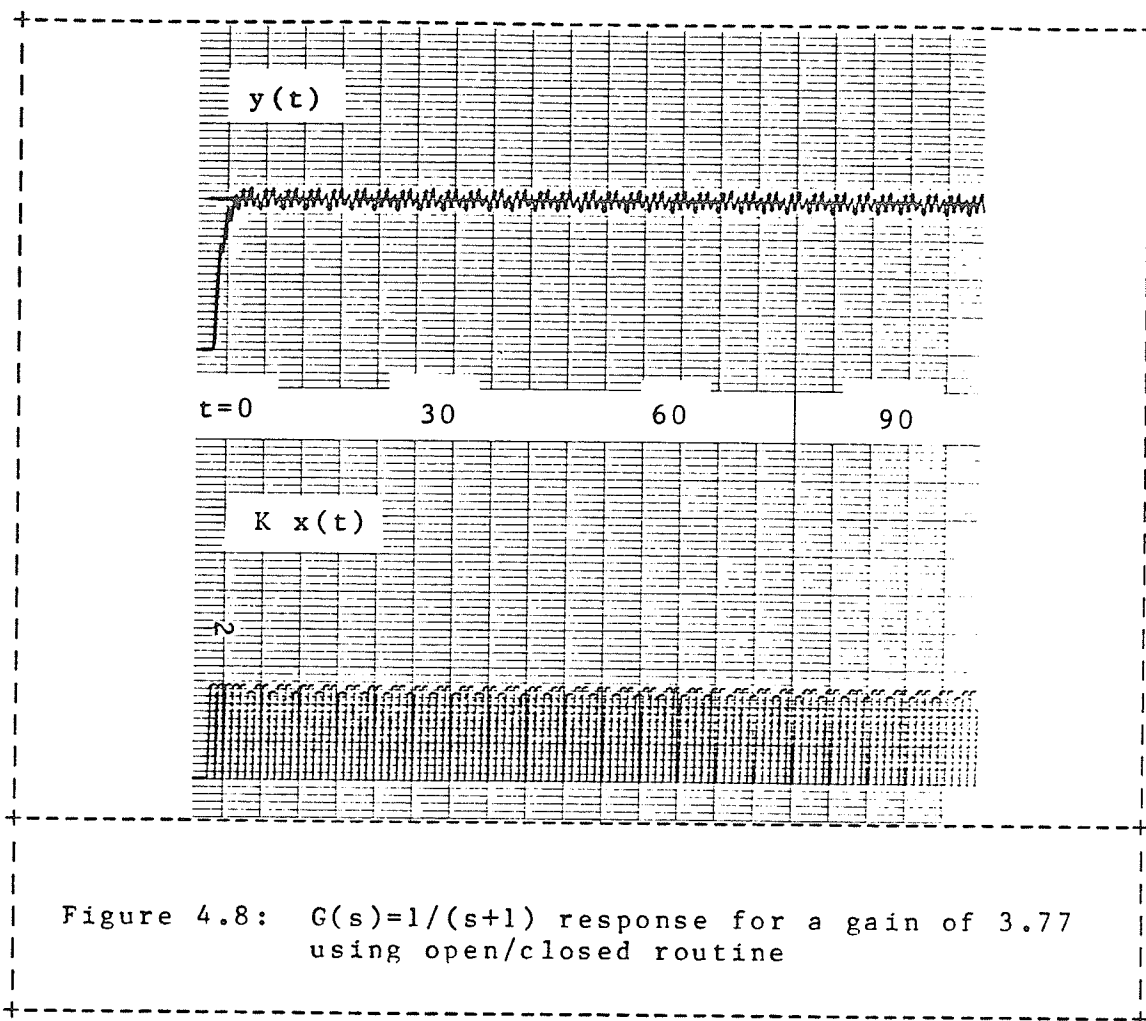 y(t)
t=0 30 60 90
K x(t)
2
Figure 4.8: G(s)=1/(s+1) response for a gain of 3.77
using open/closed routine